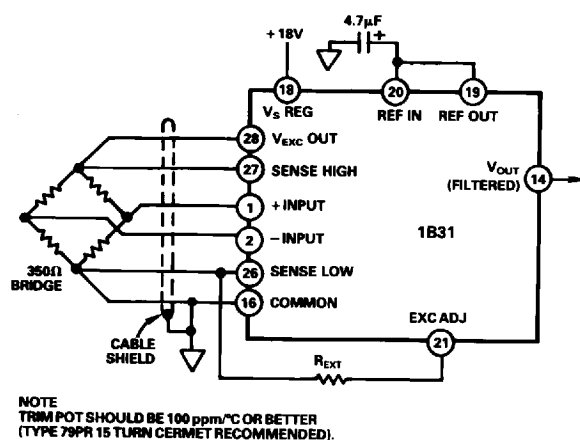 4.7µF
+
+18V
18
20
19
VS REG
REF IN
REF OUT
28
VEXC OUT
27
SENSE HIGH
VOUT
(FILTERED)
14
1
+INPUT
1B31
2
−INPUT
350Ω
BRIDGE
26
SENSE LOW
16
COMMON
EXC ADJ
21
CABLE
SHIELD
REXT
NOTE
TRIM POT SHOULD BE 100 ppm/°C OR BETTER
(TYPE 79PR 15 TURN CERMET RECOMMENDED).